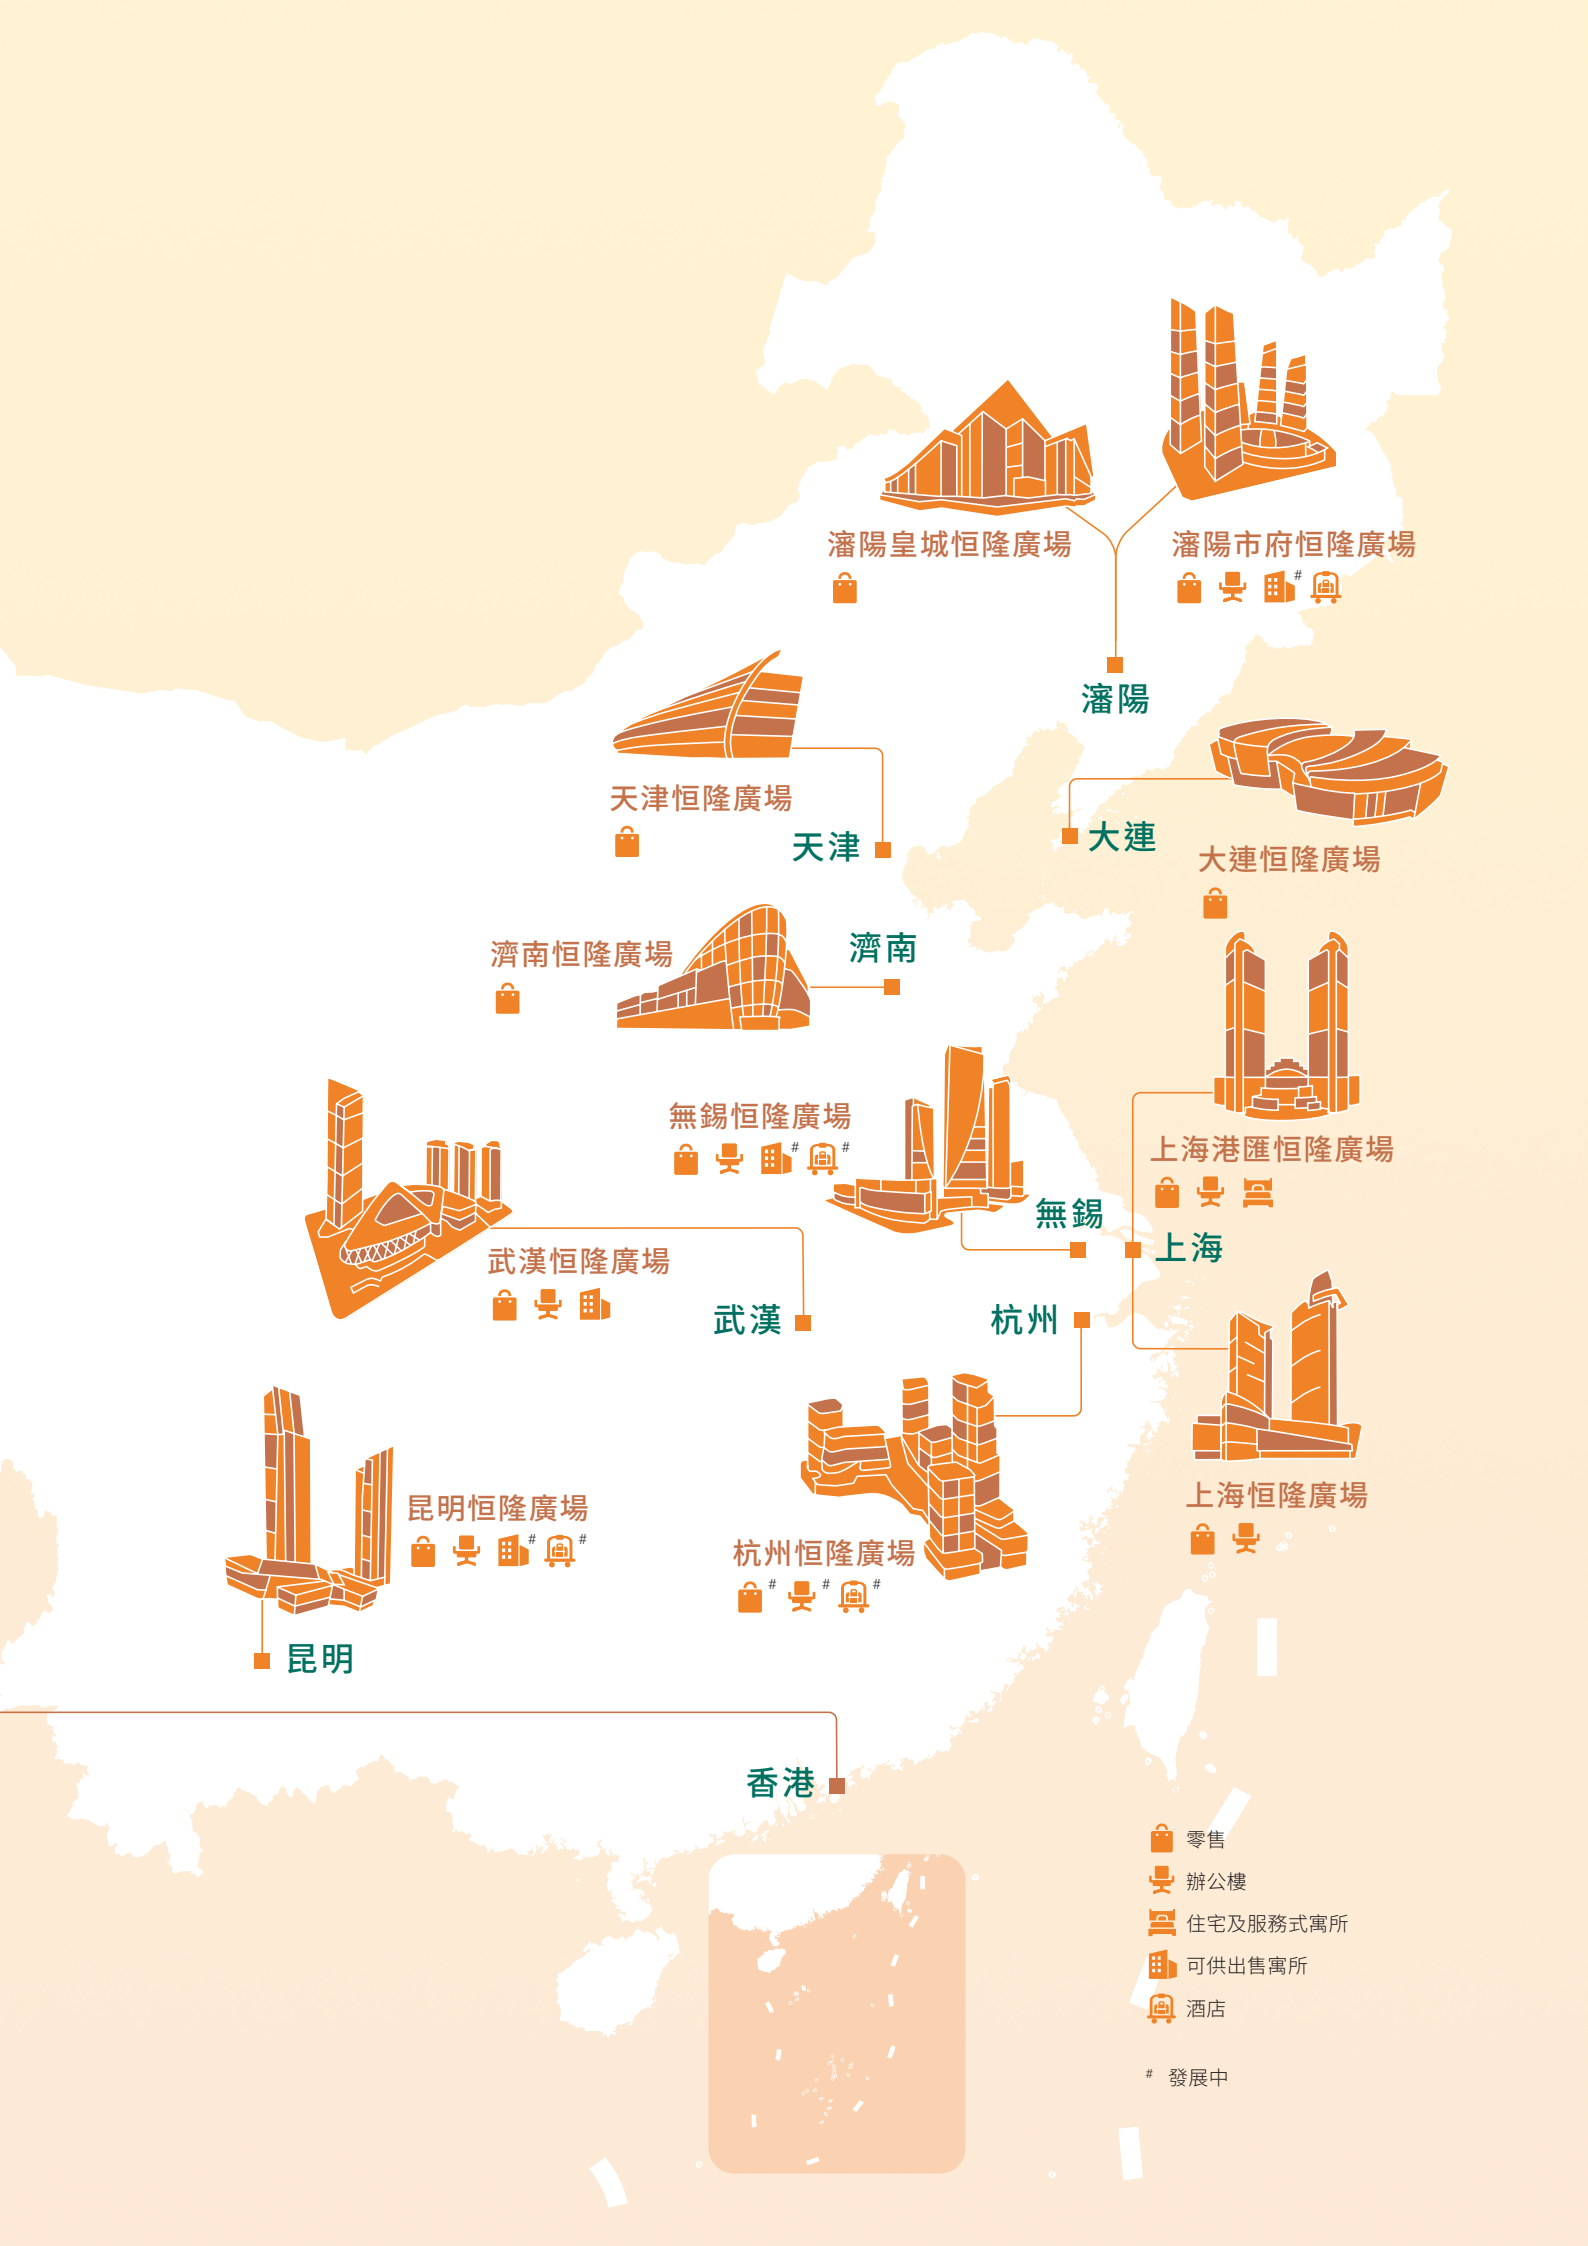 瀋陽皇城恒隆廣場
瀋陽市府恒隆廣場
#
瀋陽
天津恒隆廣場
天津
大連
大連恒隆廣場
濟南恒隆廣場
濟南
無錫恒隆廣場
# #
無錫
上海港匯恒隆廣場
上海
武漢恒隆廣場
武漢
杭州
上海恒隆廣場
昆明恒隆廣場
# #
杭州恒隆廣場
# # #
昆明
香港
零售
辦公樓
住宅及服務式寓所
可供出售寓所
酒店
# 發展中